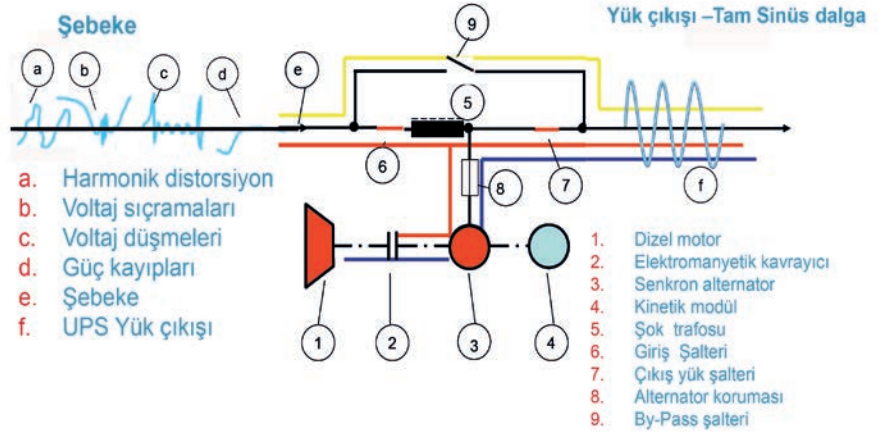 Şebeke
Yük çıkışı –Tam Sinüs dalga
9
a
b
c
d
e
5
6
7
8
f
a. Harmonik distorsiyon
b. Voltaj sıçramaları
c. Voltaj düşmeleri
d. Güç kayıpları
e. Şebeke
f. UPS Yük çıkışı
1
2
3
4
1. Dizel motor
2. Elektromanyetik kavrayıcı
3. Senkron alternator
4. Kinetik modül
5. Şok trafosu
6. Giriş Şalteri
7. Çıkış yük şalteri
8. Alternator koruması
9. By-Pass şalteri